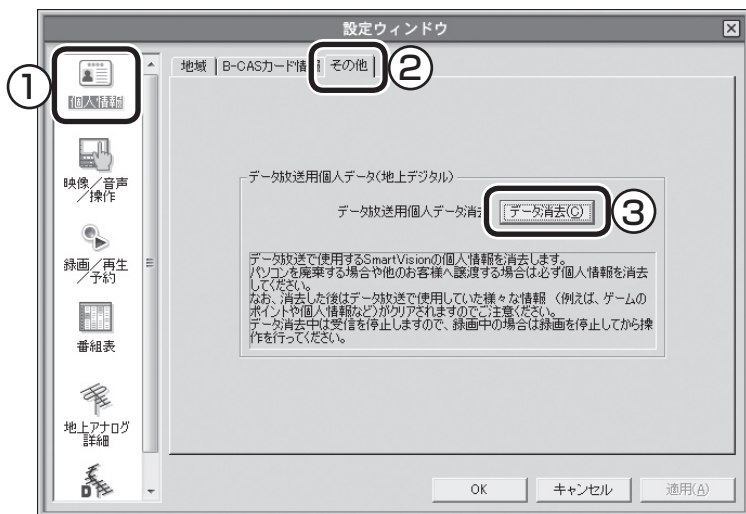 設定ウィンドウ
① 個人情報
映像／音声
／操作
録画／再生
／予約
番組表
地上アナログ
詳細
D
地域 B-CASカード情 その他 ②
データ放送用個人データ(地上デジタル)
データ放送用個人データ消 データ消去(C) ③
データ放送で使用するSmartVisionの個人情報を消去します。
パソコンを廃棄する場合や他のお客様へ譲渡する場合は必ず個人情報を消去
してください。
なお、消去した後はデータ放送で使用していた様々な情報（例えば、ゲームの
ポイントや個人情報など）がクリアされますのでご注意ください。
データ消去中は受信を停止しますので、録画中の場合は録画を停止してから操
作を行ってください。
OK キャンセル 適用(A)